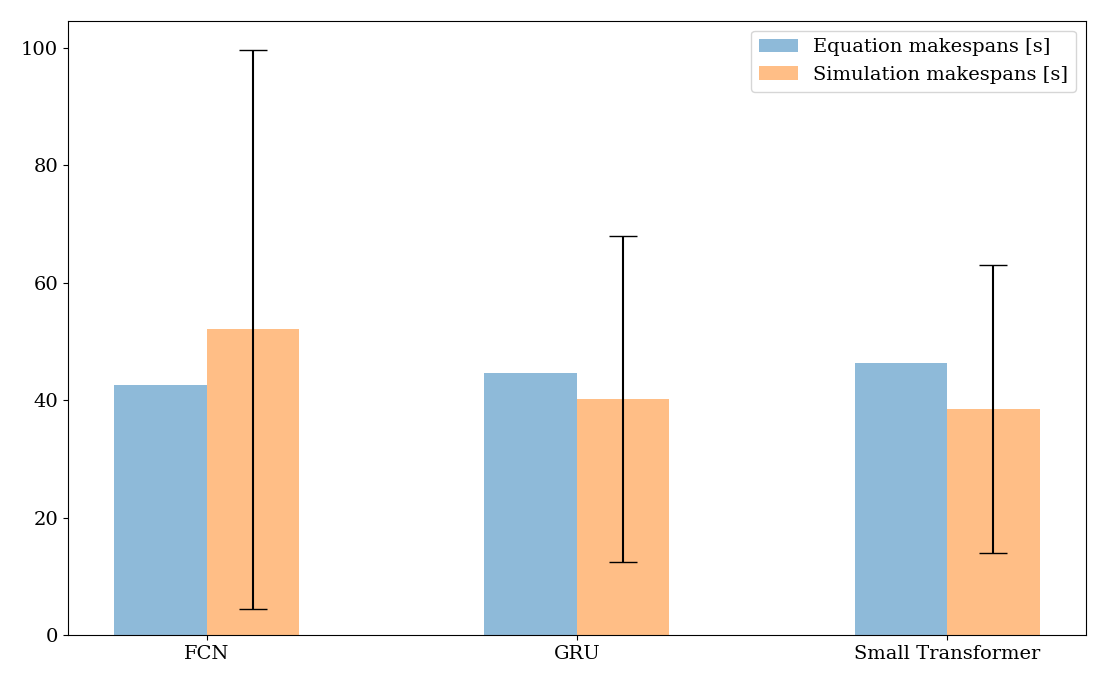 Equation makespans [s]
Simulation makespans [s]
100
80
60
40
20
0
FCN
GRU
Small Transformer